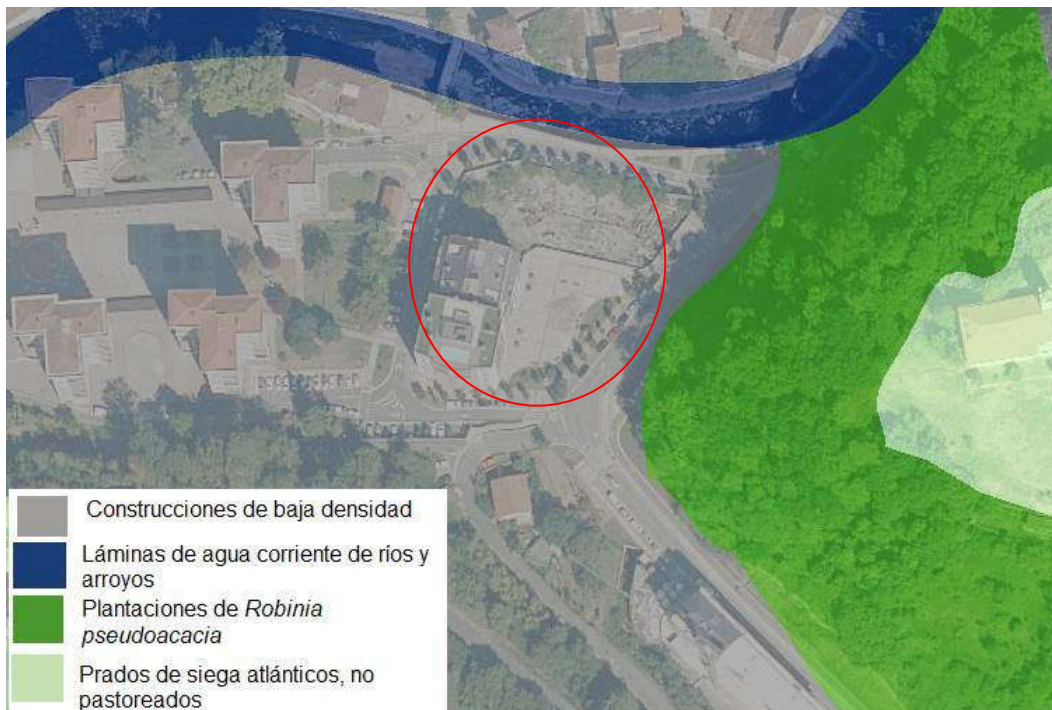 Construcciones de baja densidad
Láminas de agua corriente de ríos y
arroyos
Plantaciones de Robinia
pseudoacacia
Prados de siega atlánticos, no
pastoreados